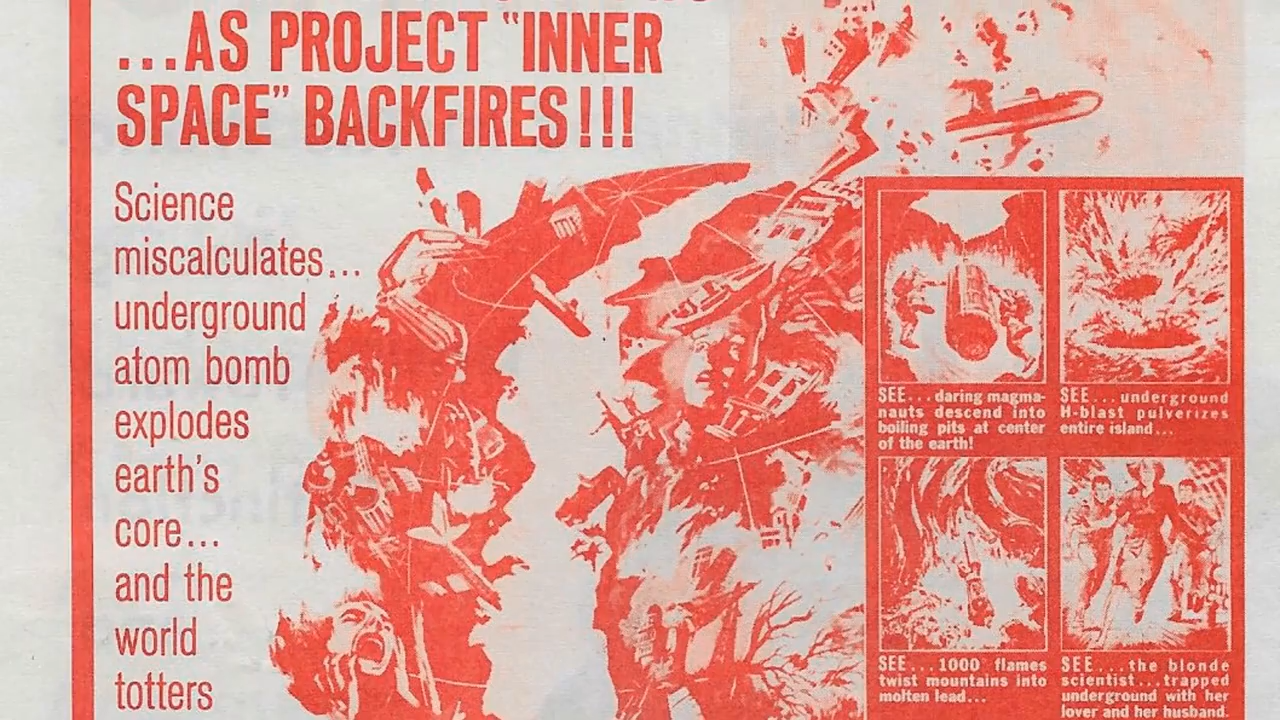 ...AS PROJECT "INNER
SPACE" BACKFIRES!!!
Science
miscalculates...
underground
atom bomb
explodes
earth's
core...
and the
world
totters
SEE...daring magma-
nauts descend into
boiling pits at center
of the earth!
SEE...underground
H-blast pulverizes
entire island...
SEE...1000 flames
twist mountains into
molten lead...
SEE...the blonde
scientist...trapped
underground with her
lover and her husband.